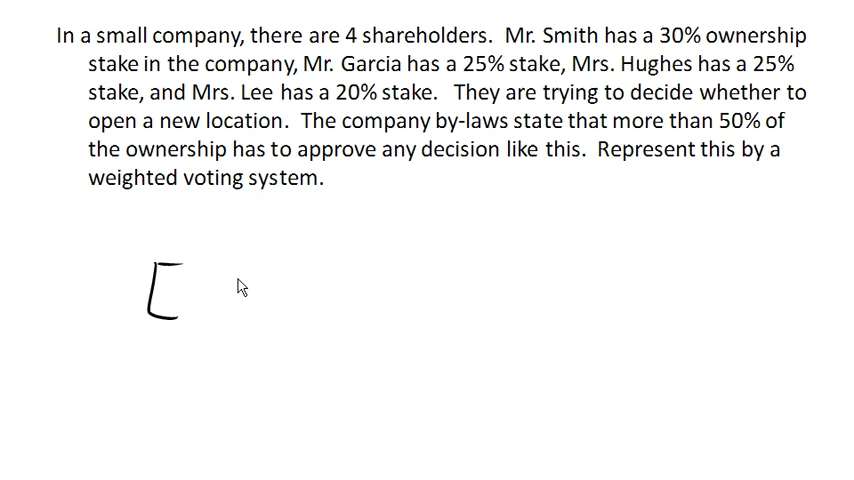 In a small company, there are 4 shareholders. Mr. Smith has a 30% ownership
stake in the company, Mr. Garcia has a 25% stake, Mrs. Hughes has a 25%
stake, and Mrs. Lee has a 20% stake. They are trying to decide whether to
open a new location. The company by-laws state that more than 50% of
the ownership has to approve any decision like this. Represent this by a
weighted voting system.
[